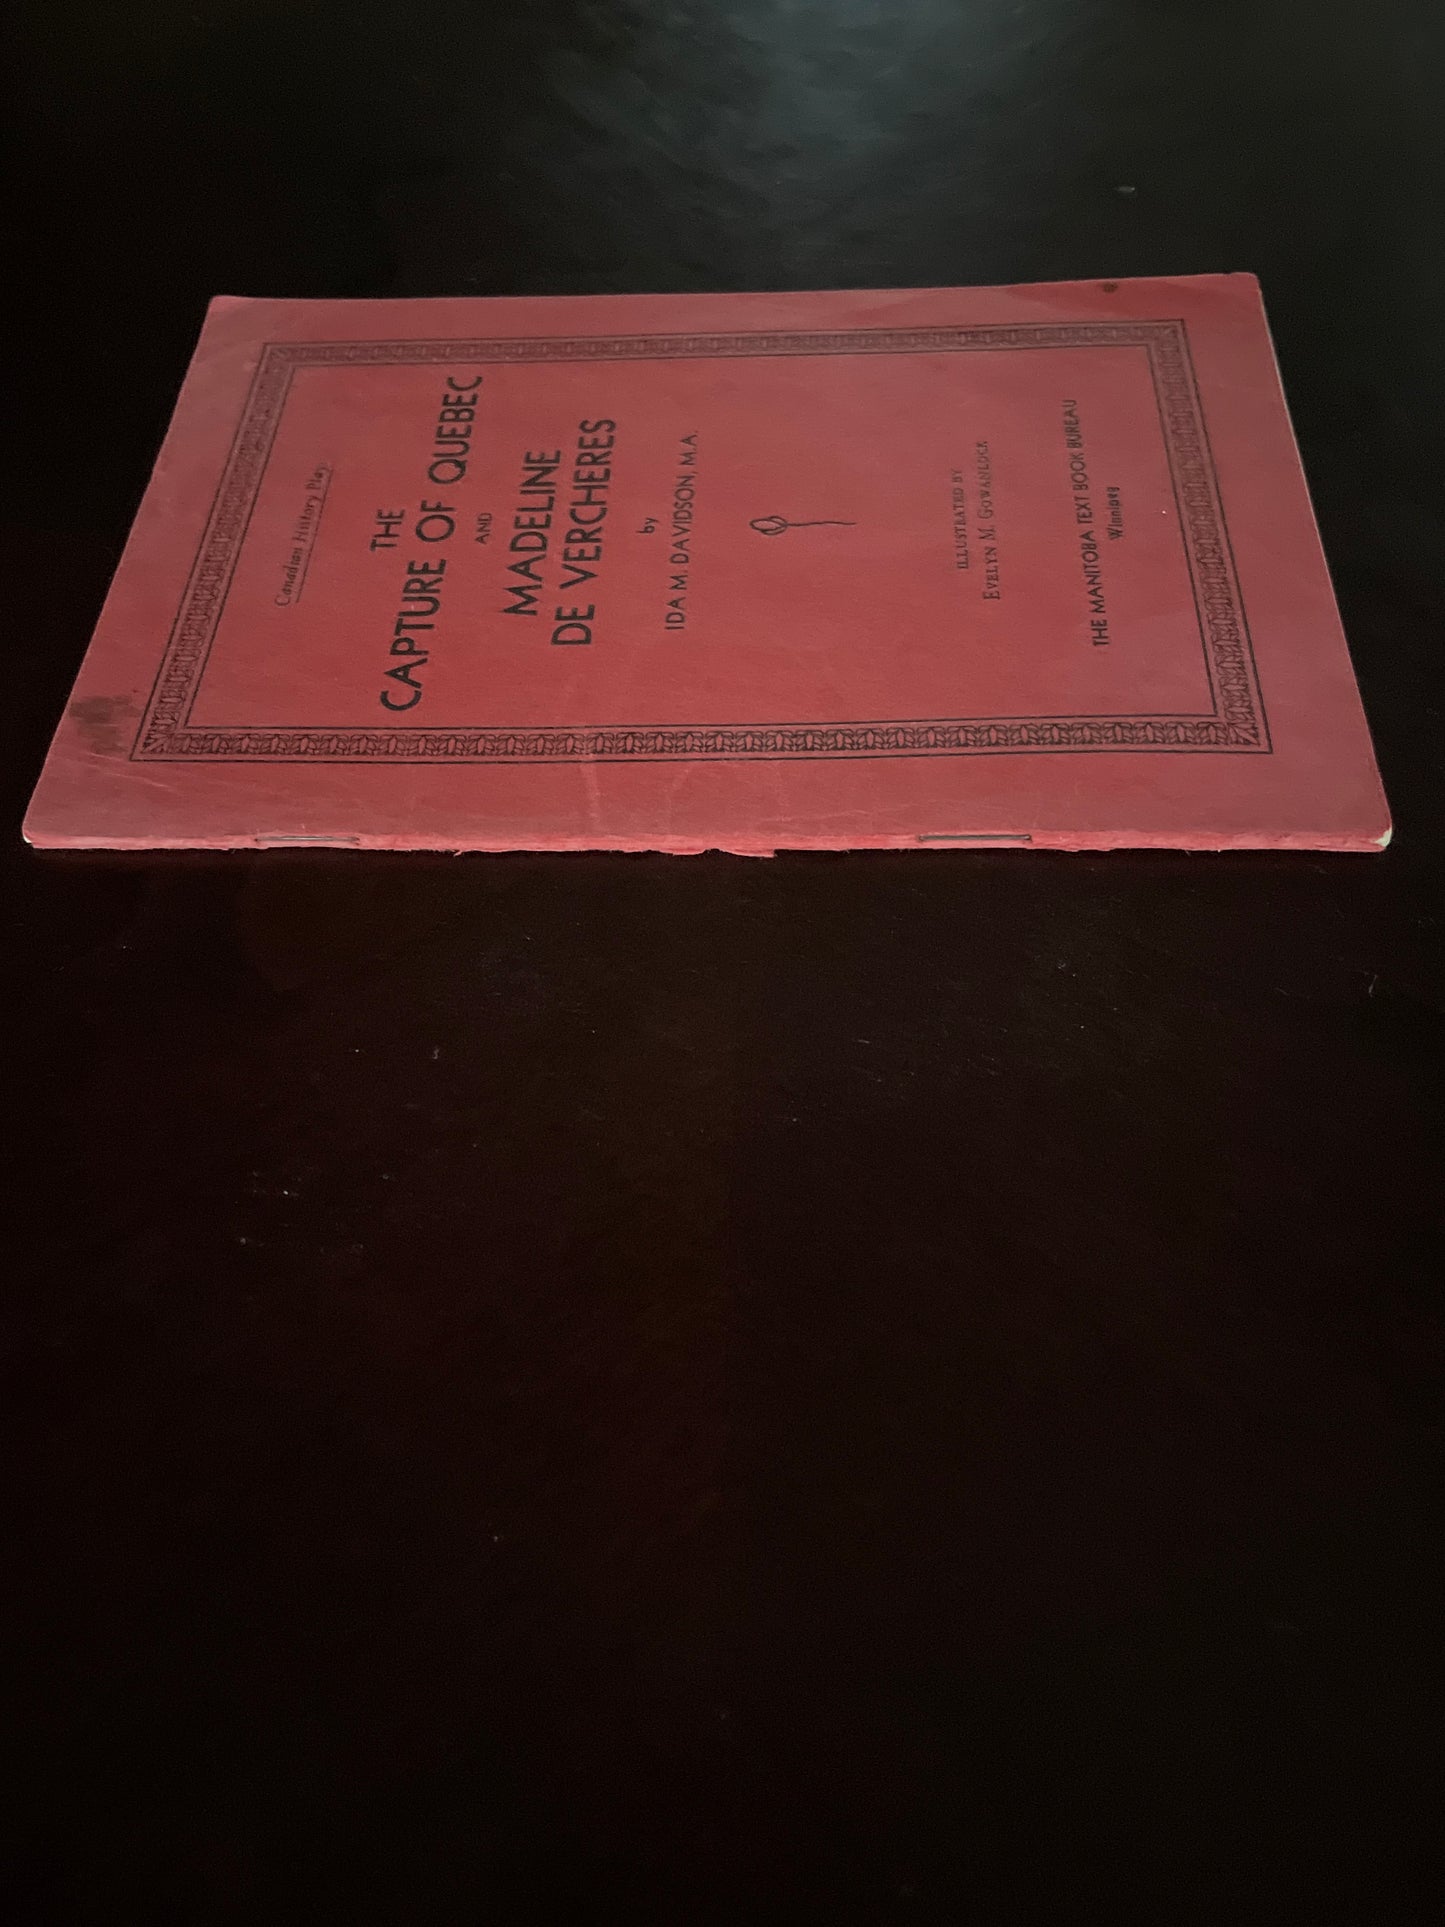 Canadian History Play
THE
CAPTURE OF QUEBEC
AND
MADELINE
DE VERCHERES
by
IDA M. DAVIDSON, M.A.
ILLUSTRATED BY
EVELYN M. GOWANLOCK
THE MANITOBA TEXT BOOK BUREAU
Winnipeg